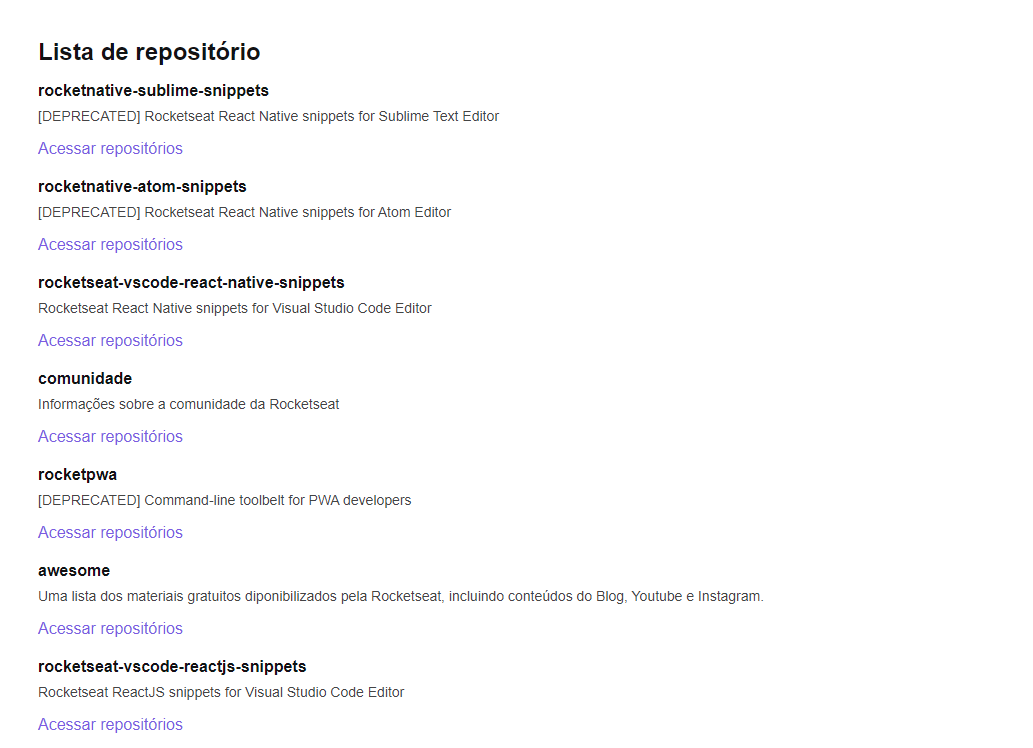 Lista de repositório
rocketnative-sublime-snippets
[DEPRECATED] Rocketseat React Native snippets for Sublime Text Editor
Acessar repositórios
rocketnative-atom-snippets
[DEPRECATED] Rocketseat React Native snippets for Atom Editor
Acessar repositórios
rocketseat-vscode-react-native-snippets
Rocketseat React Native snippets for Visual Studio Code Editor
Acessar repositórios
comunidade
Informações sobre a comunidade da Rocketseat
Acessar repositórios
rocketpwa
[DEPRECATED] Command-line toolbelt for PWA developers
Acessar repositórios
awesome
Uma lista dos materiais gratuitos diponibilizados pela Rocketseat, incluindo conteúdos do Blog, Youtube e Instagram.
Acessar repositórios
rocketseat-vscode-reactjs-snippets
Rocketseat ReactJS snippets for Visual Studio Code Editor
Acessar repositórios